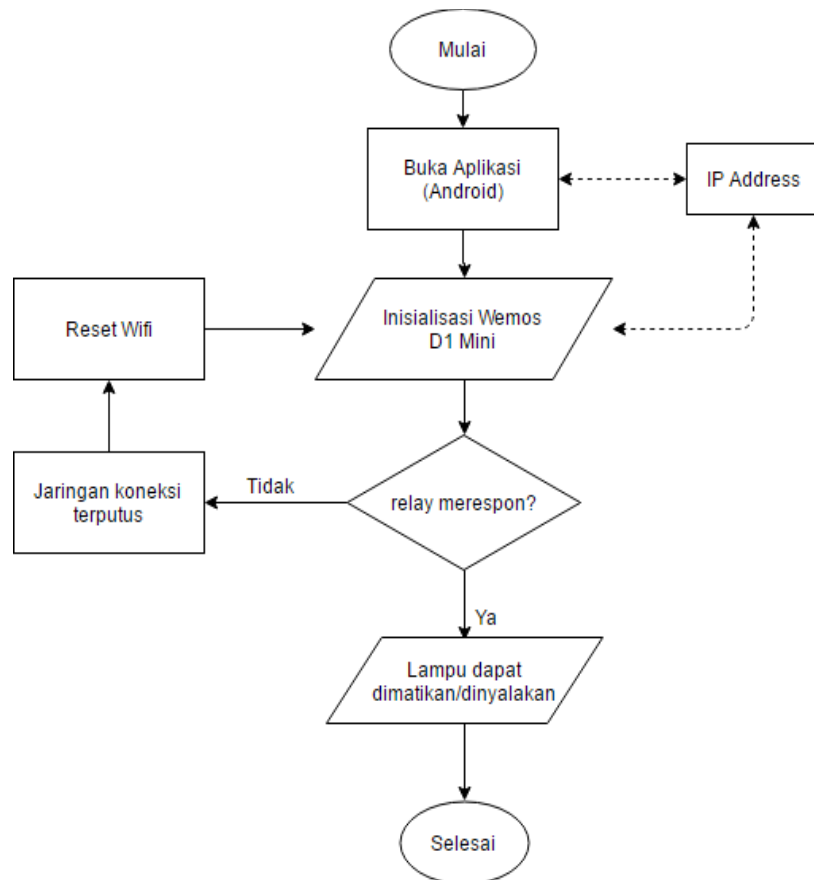 Mulai
Buka Aplikasi
(Android)
IP Address
Reset Wifi
Inisialisasi Wemos
D1 Mini
Jaringan koneksi
terputus
Tidak
relay merespon?
Ya
Lampu dapat
dimatikan/dinyalakan
Selesai